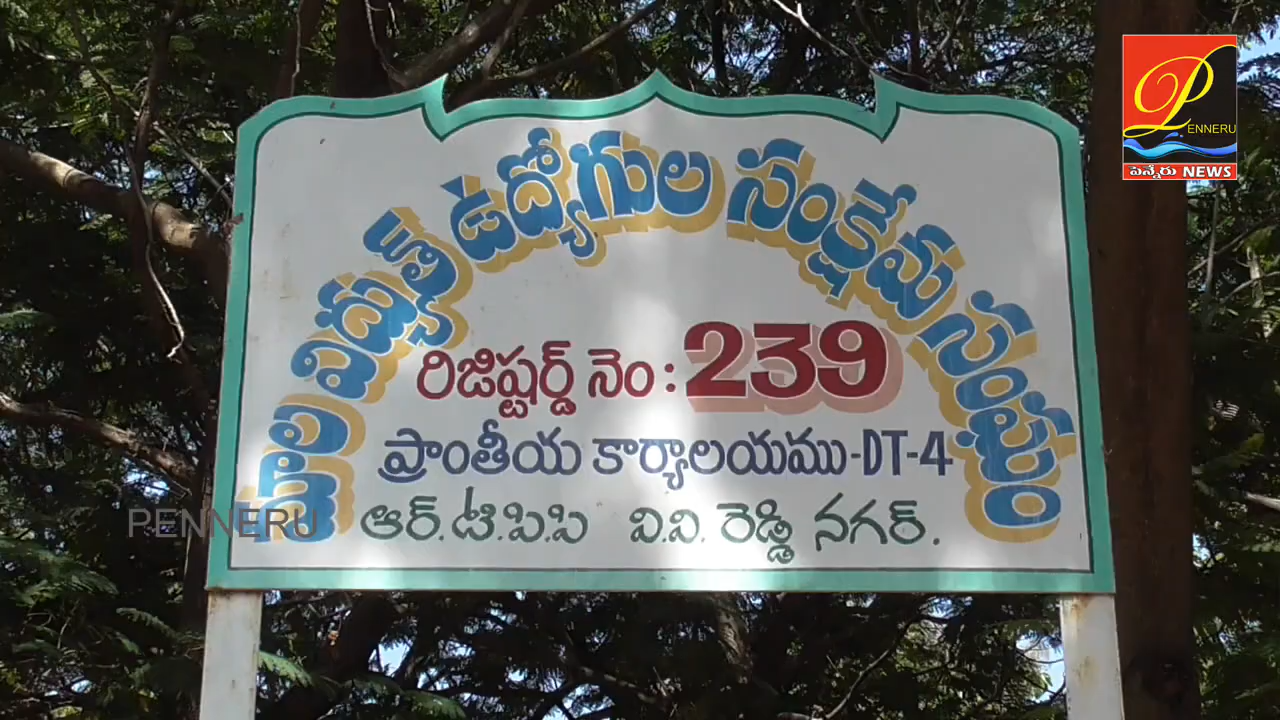 విద్యుత్ ఉద్యోగుల సంక్షేమ సంఘం
రిజిష్టర్డ్ నెం: 239
ప్రాంతీయ కార్యాలయము-DT-4
ఆర్.టి.పి.పి వి.వి. రెడ్డి నగర్.
PENNERU
PENNERU
పెన్నేరు NEWS